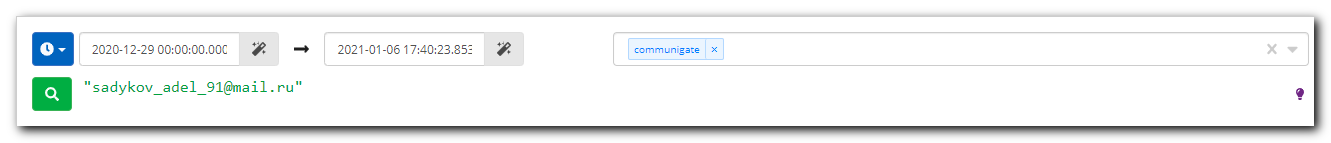 2020-12-29 00:00:00.000 2021-01-06 17:40:23.853 communigate ×
"sadykov_adel_91@mail.ru"